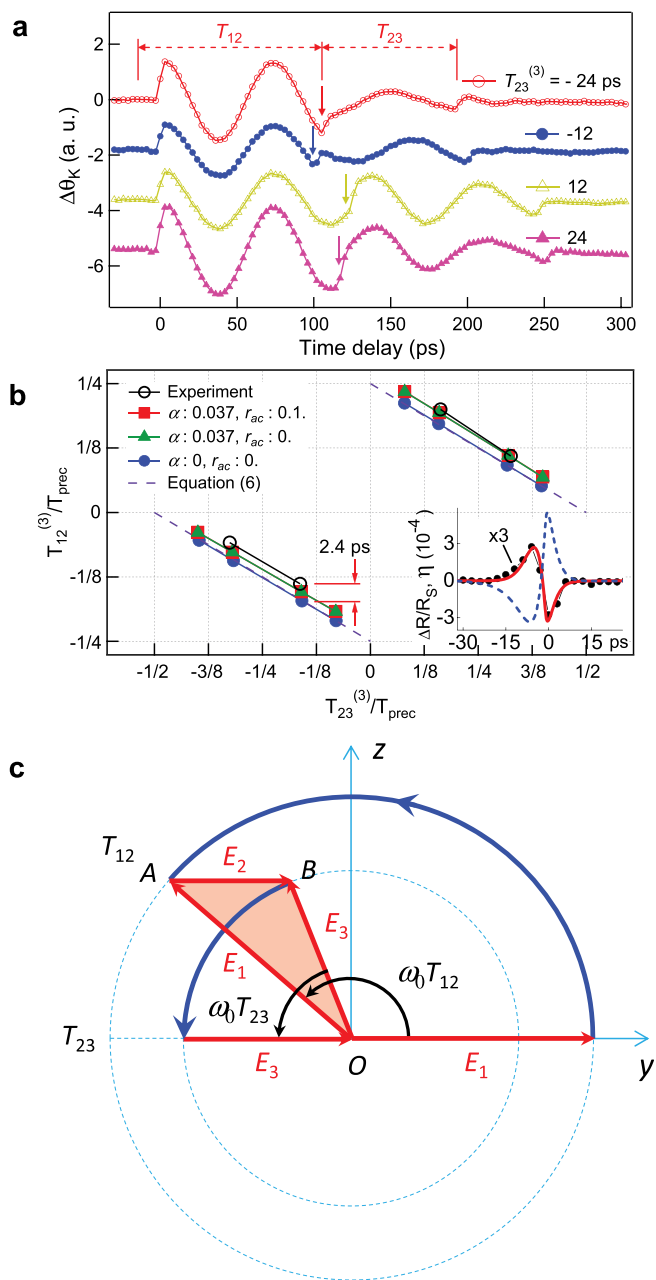 a
T12 T23
2
0
-2
-4
-6
ΔθK (a. u.)
T23(3) = - 24 ps
-12
12
24
0 50 100 150 200 250 300
Time delay (ps)
b
1/4
1/8
0
-1/8
-1/4
T12(3)/Tprec
Experiment
α : 0.037, rac : 0.1.
α : 0.037, rac : 0.
α : 0, rac : 0.
Equation (6)
2.4 ps
x3
3
0
-3
ΔR/RS, η (10-4)
-30 -15 0 15 ps
-1/2 -3/8 -1/4 -1/8 0 1/8 1/4 3/8 1/2
T23(3)/Tprec
c
z
T12
A E2 B
E3
E1
ω0T12
ω0T23
T23
E3 O E1 y